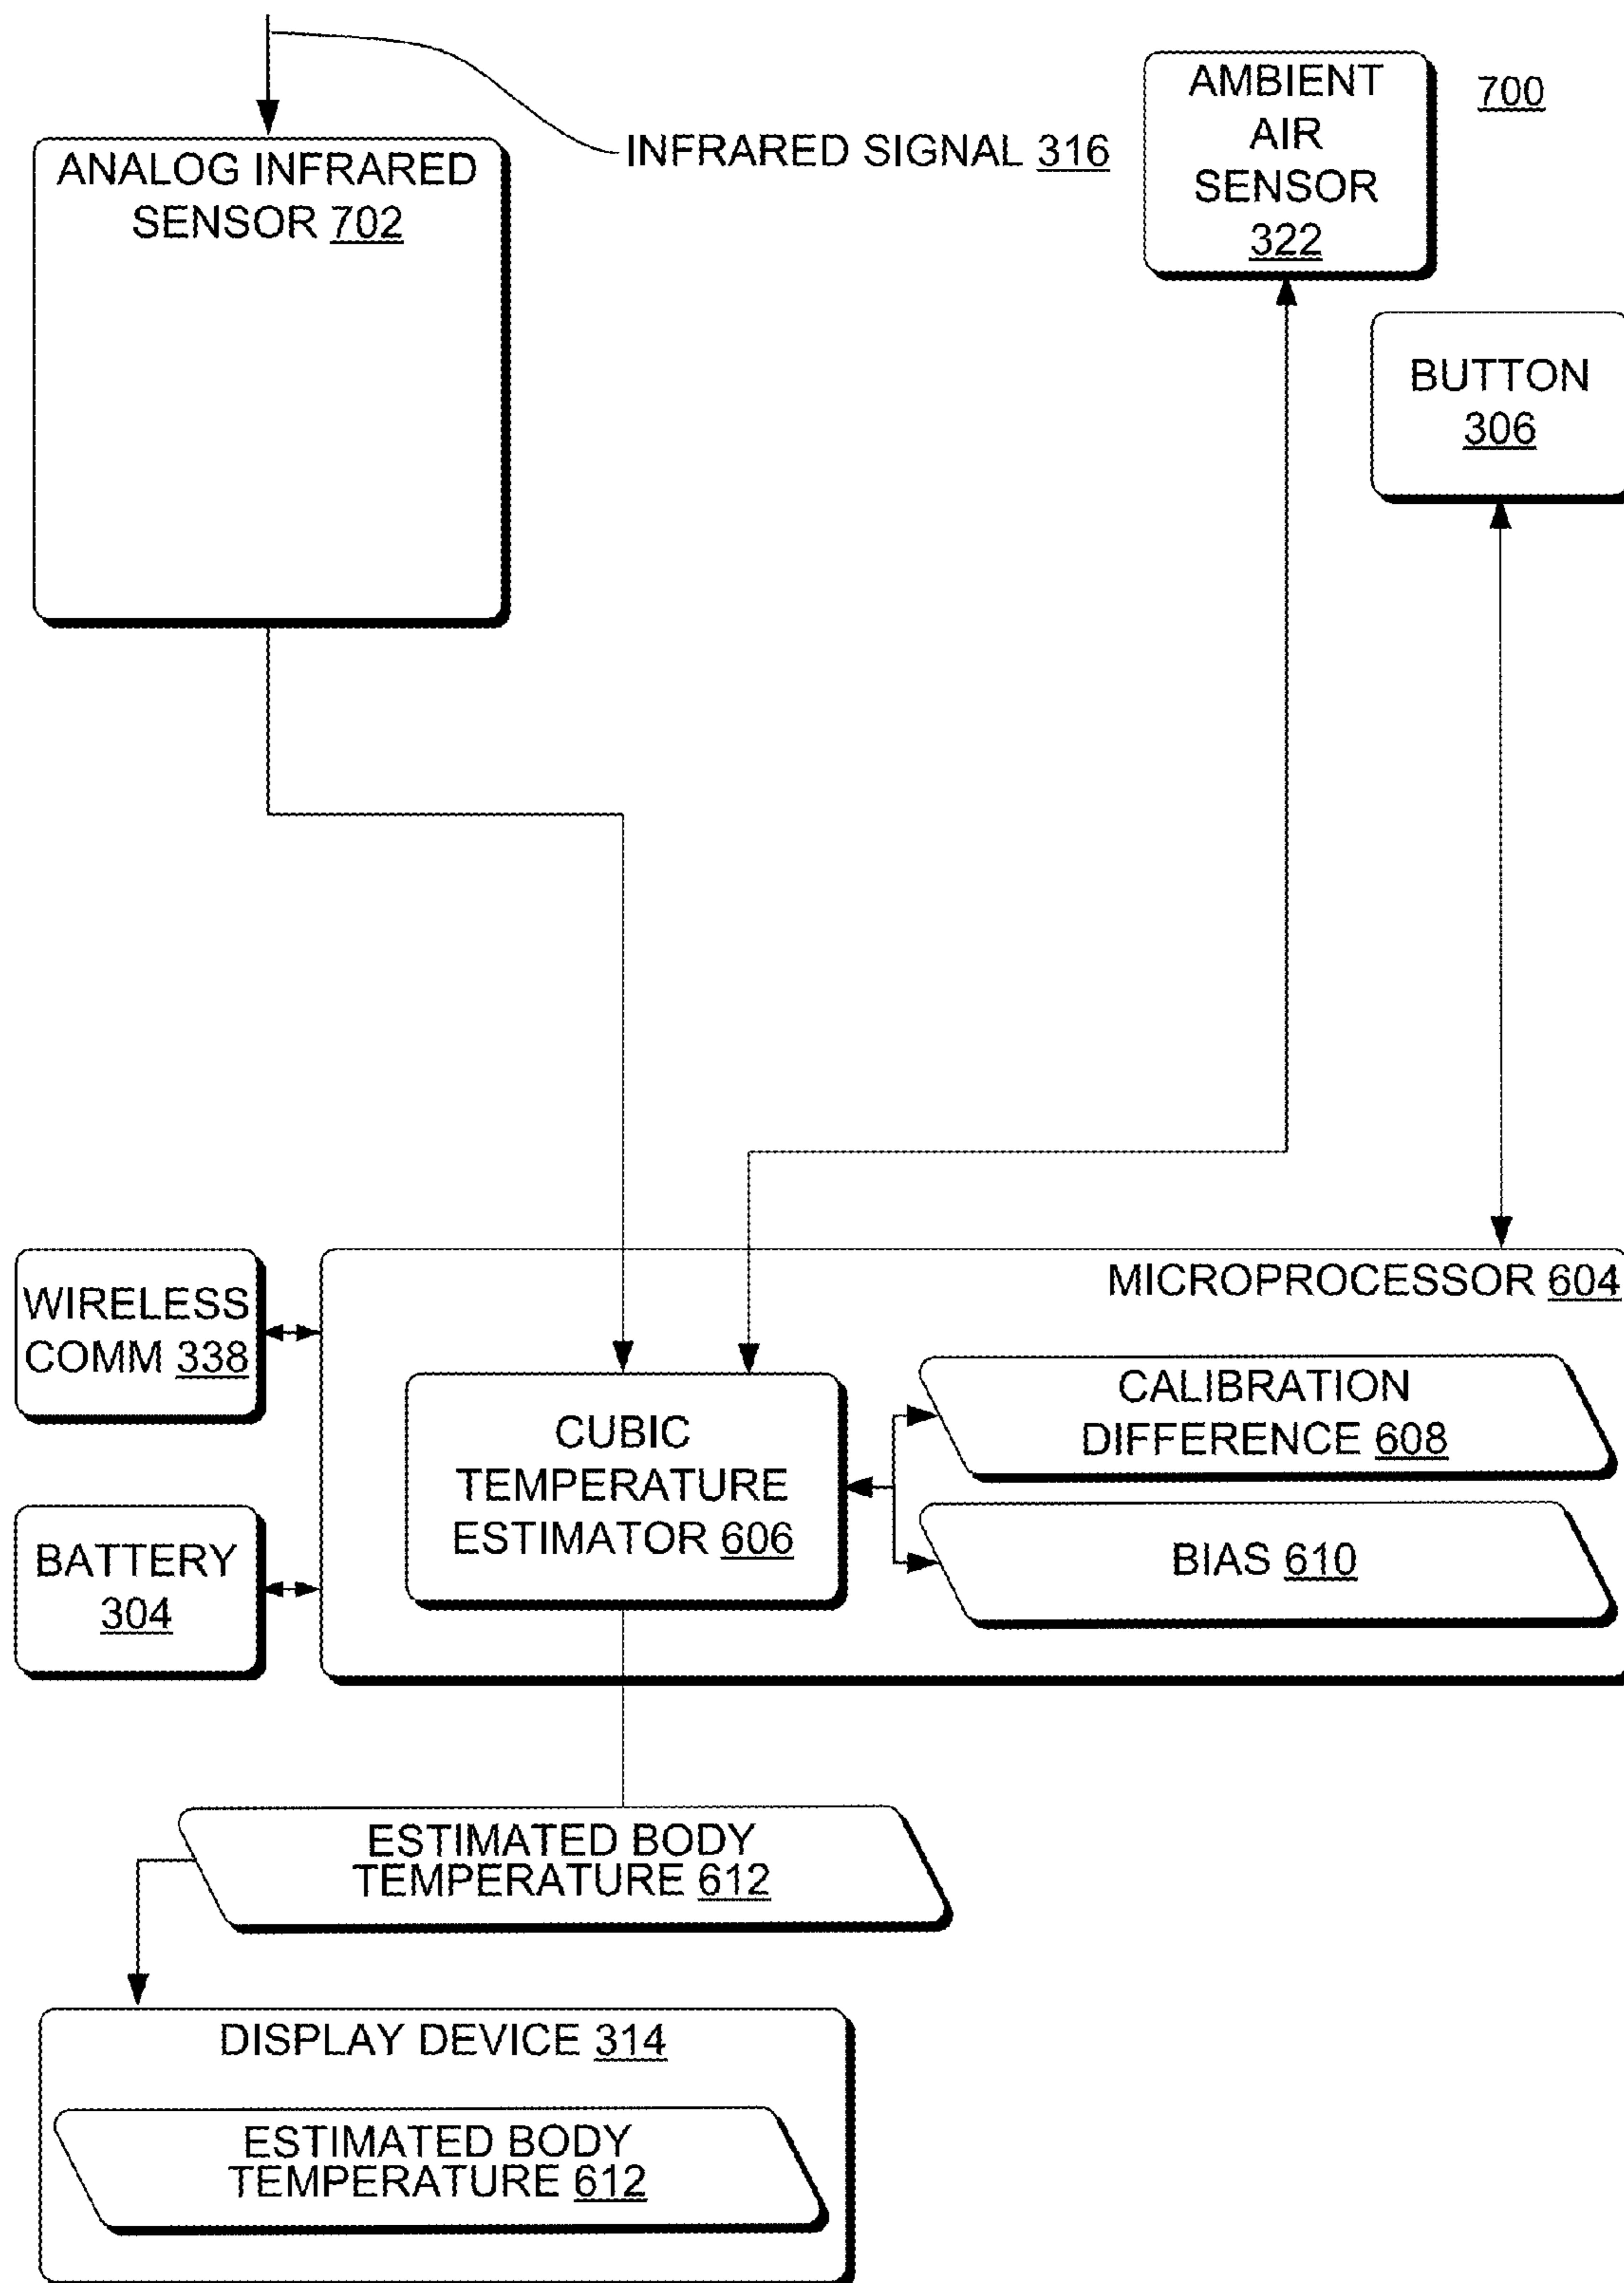 ANALOG INFRARED
SENSOR 702
INFRARED SIGNAL 316
AMBIENT
AIR
SENSOR
322
700
BUTTON
306
WIRELESS
COMM 338
BATTERY
304
MICROPROCESSOR 604
CUBIC
TEMPERATURE
ESTIMATOR 606
CALIBRATION
DIFFERENCE 608
BIAS 610
ESTIMATED BODY
TEMPERATURE 612
DISPLAY DEVICE 314
ESTIMATED BODY
TEMPERATURE 612